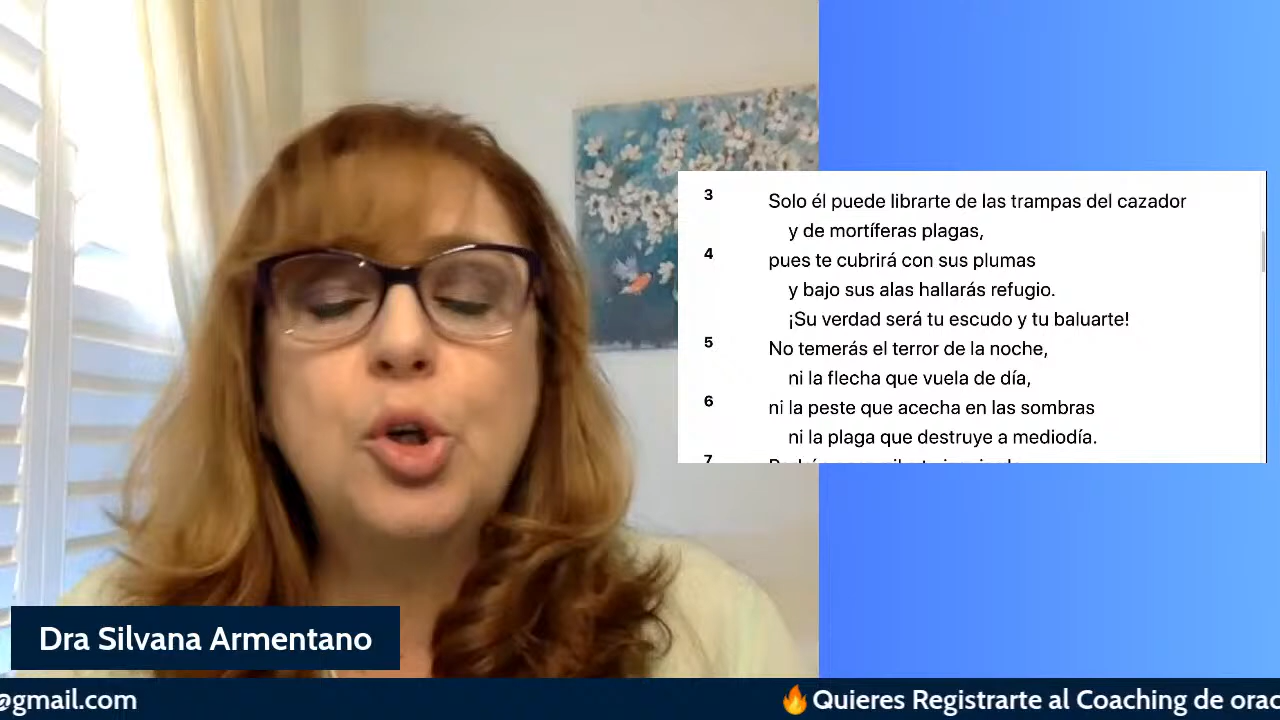 3 Solo él puede librarte de las trampas del cazador
y de mortíferas plagas,
4 pues te cubrirá con sus plumas
y bajo sus alas hallarás refugio.
¡Su verdad será tu escudo y tu baluarte!
5 No temerás el terror de la noche,
ni la flecha que vuela de día,
6 ni la peste que acecha en las sombras
ni la plaga que destruye a mediodía.
7
Dra Silvana Armentano
@gmail.com 🔥Quieres Registrarte al Coaching de orac